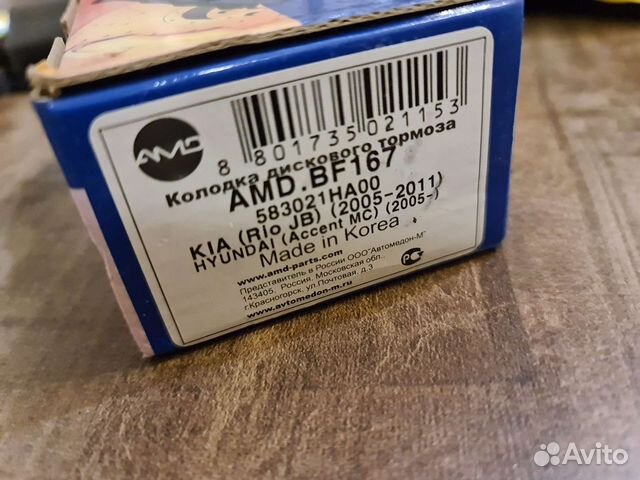 AMD
8 801735 021153
Колодка дискового тормоза
AMD.BF167
583021HA00
KIA (Rio JB) (2005-2011)
HYUNDAI (Accent MC) (2005-)
Made in Korea
www.amd-parts.com
Представитель в России ООО"Автомедон-М"
143405, Россия, Московская обл.,
г.Красногорск, ул.Почтовая, д.3
www.avtomedon-m.ru
РС
Avito